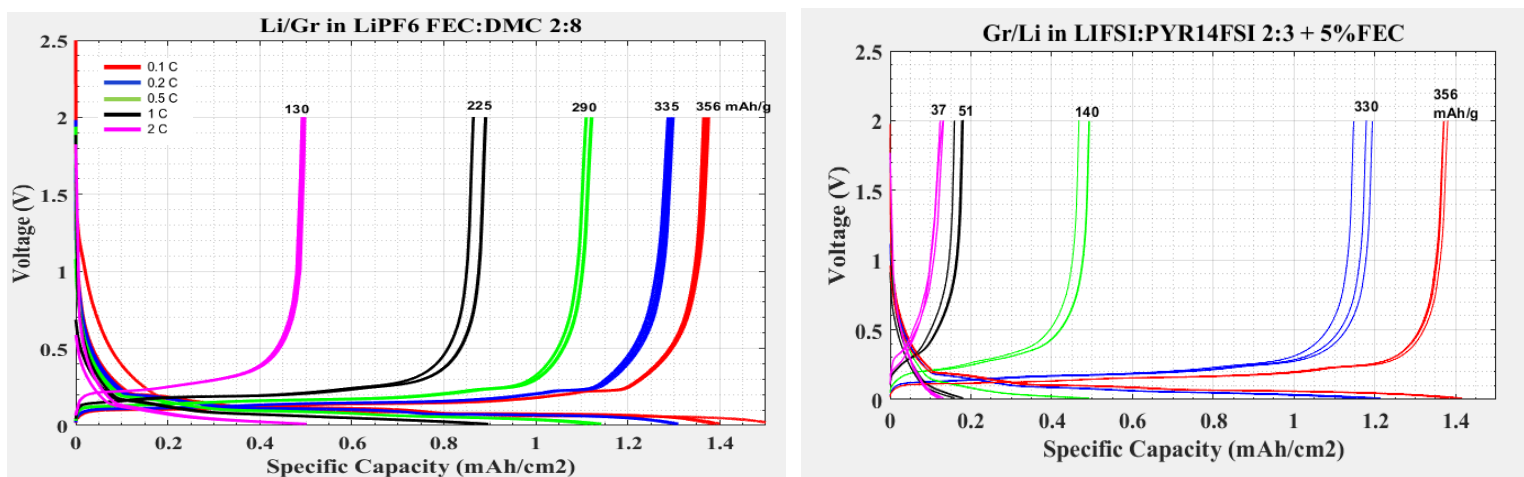 Li/Gr in LiPF6 FEC:DMC 2:8
2.5
2
1.5
1
0.5
0
Voltage (V)
0.1 C
0.2 C
0.5 C
1 C
2 C
130
225
290
335
356 mAh/g
0
0.2
0.4
0.6
0.8
1
1.2
1.4
Specific Capacity (mAh/cm2)
Gr/Li in LIFSI:PYR14FSI 2:3 + 5%FEC
2.5
2
1.5
1
0.5
0
Voltage (V)
37
51
140
330
356
mAh/g
0
0.2
0.4
0.6
0.8
1
1.2
1.4
Specific Capacity (mAh/cm2)